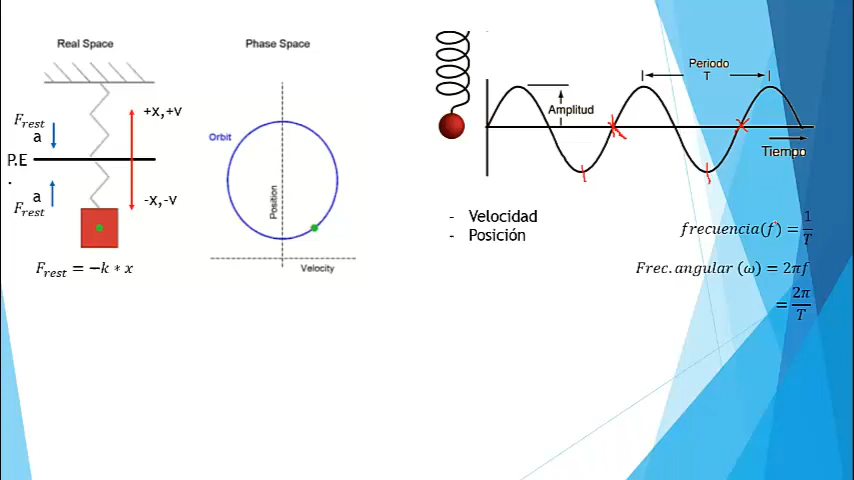 Real Space
+x,+v
F_rest
a
P.E
.
a
F_rest
-x,-v
F_rest = −k ∗ x
Phase Space
Orbit
Position
Velocity
Periodo
T
Amplitud
Tiempo
- Velocidad
- Posición
frecuencia(f) = 1/T
Frec.angular (ω) = 2πf
= 2π/T